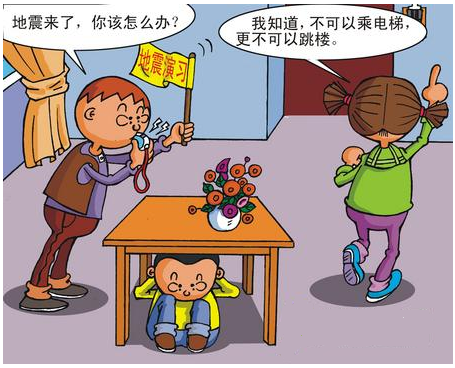 地震来了，你该怎么办？
地震演习
我知道，不可以乘电梯，
更不可以跳楼。